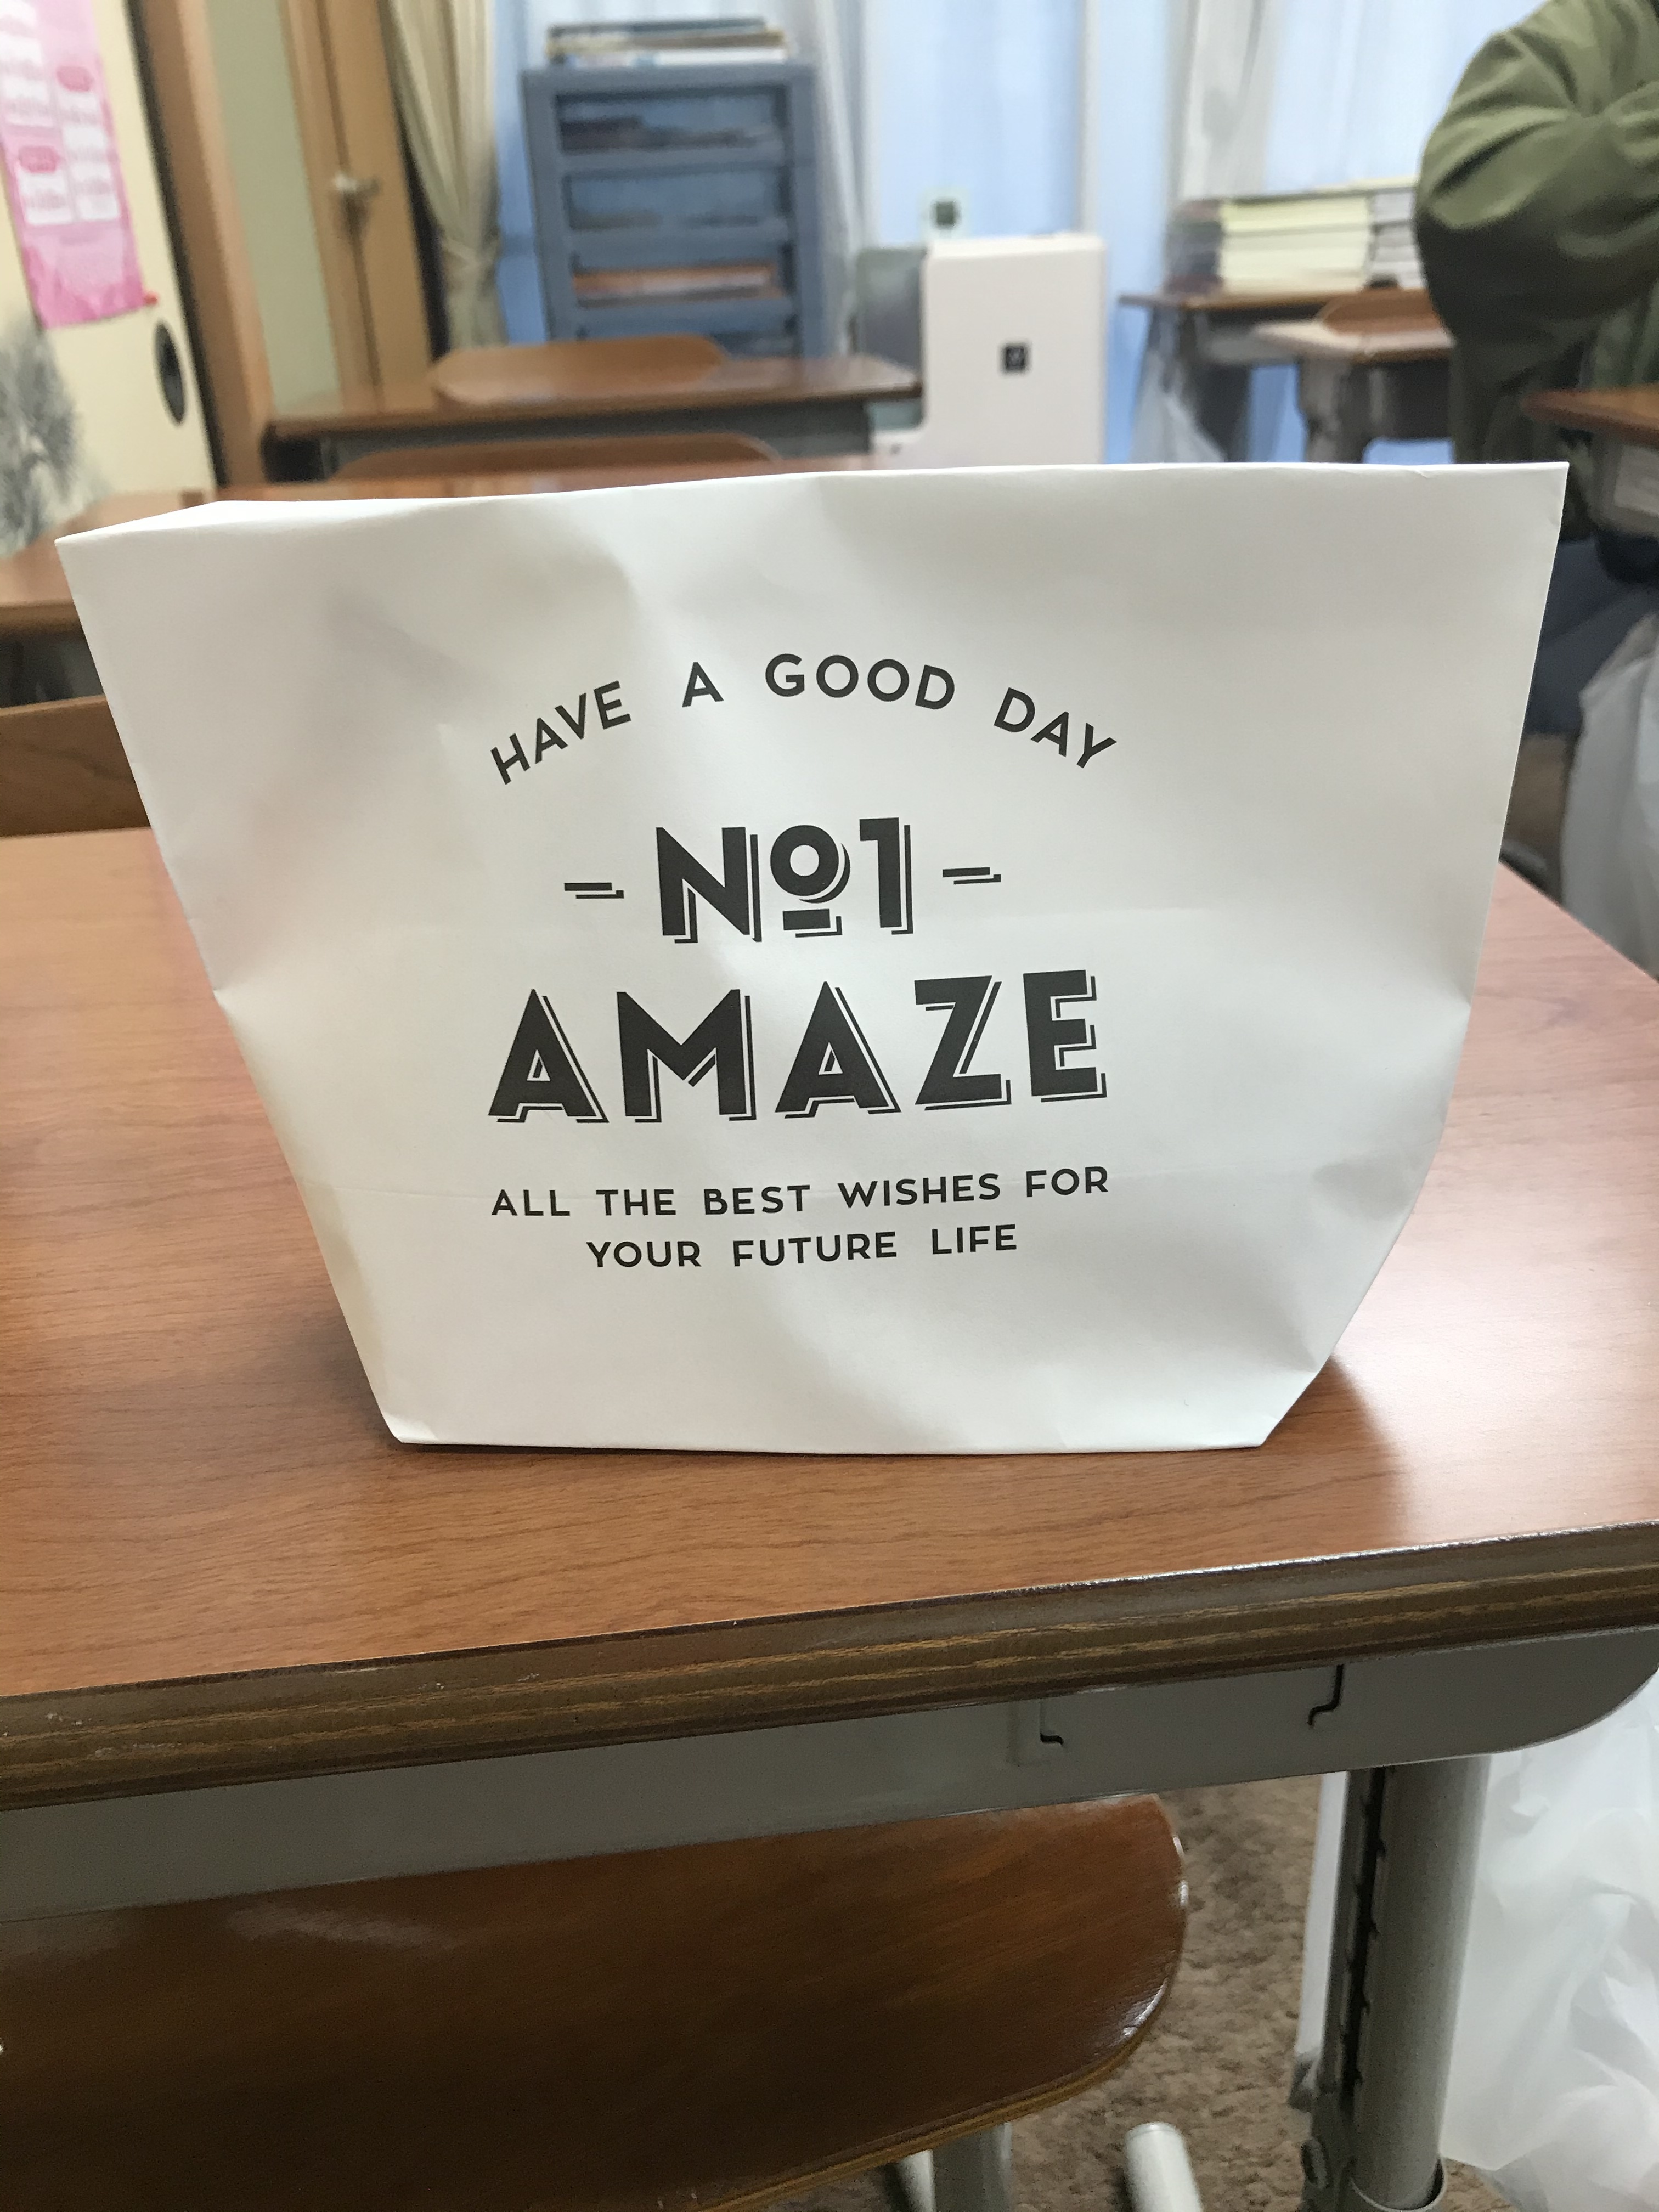 HAVE A GOOD DAY
- Nº1 -
AMAZE
ALL THE BEST WISHES FOR
YOUR FUTURE LIFE